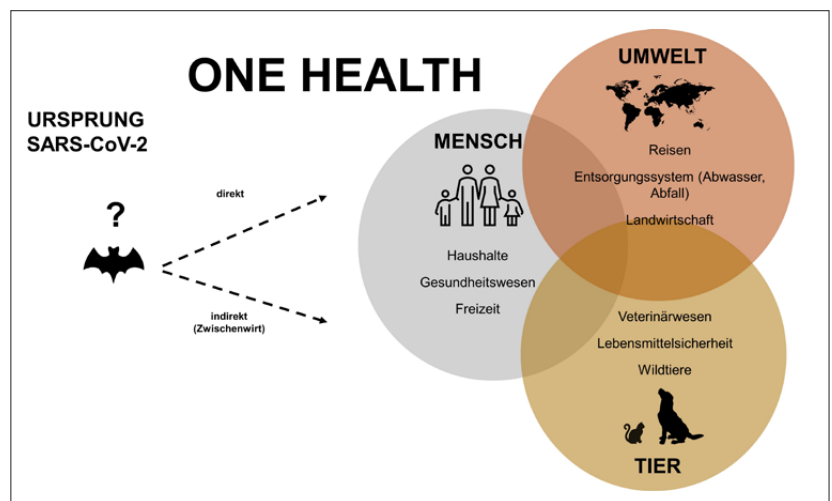 ONE HEALTH
URSPRUNG
SARS-CoV-2
?
direkt
indirekt
(Zwischenwirt)
MENSCH
Haushalte
Gesundheitswesen
Freizeit
UMWELT
Reisen
Entsorgungssystem (Abwasser,
Abfall)
Landwirtschaft
Veterinärwesen
Lebensmittelsicherheit
Wildtiere
TIER